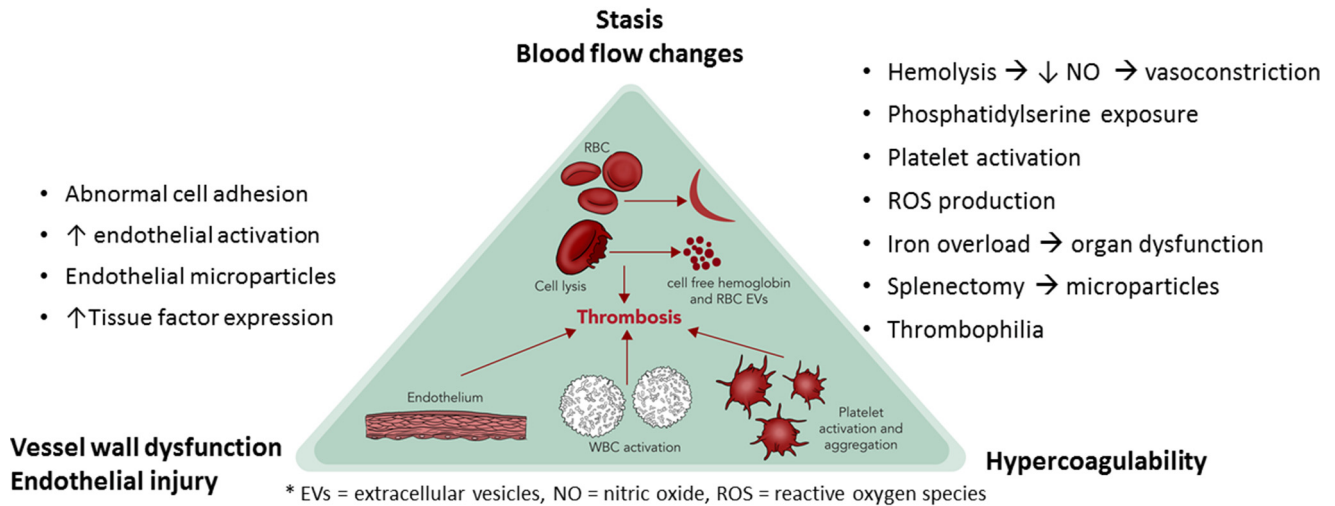 Stasis
Blood flow changes
• Hemolysis → ↓ NO → vasoconstriction
• Phosphatidylserine exposure
• Platelet activation
• ROS production
• Iron overload → organ dysfunction
• Splenectomy → microparticles
• Thrombophilia
• Abnormal cell adhesion
• ↑ endothelial activation
• Endothelial microparticles
• ↑Tissue factor expression
RBC
Cell lysis
cell free hemoglobin
and RBC EVs
Thrombosis
Endothelium
WBC activation
Platelet
activation and
aggregation
Vessel wall dysfunction
Endothelial injury
Hypercoagulability
* EVs = extracellular vesicles, NO = nitric oxide, ROS = reactive oxygen species